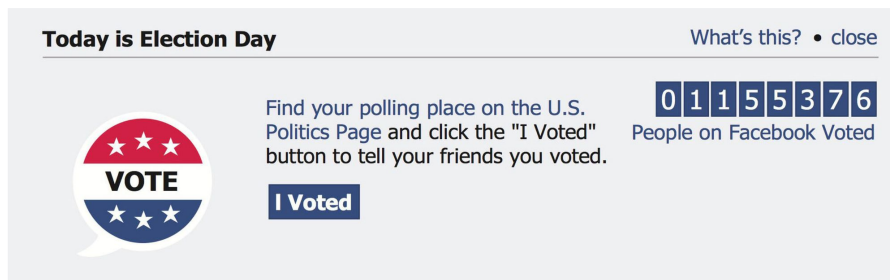 Today is Election Day
What's this? • close
Find your polling place on the U.S.
Politics Page and click the "I Voted"
button to tell your friends you voted.
I Voted
VOTE
01155376
People on Facebook Voted